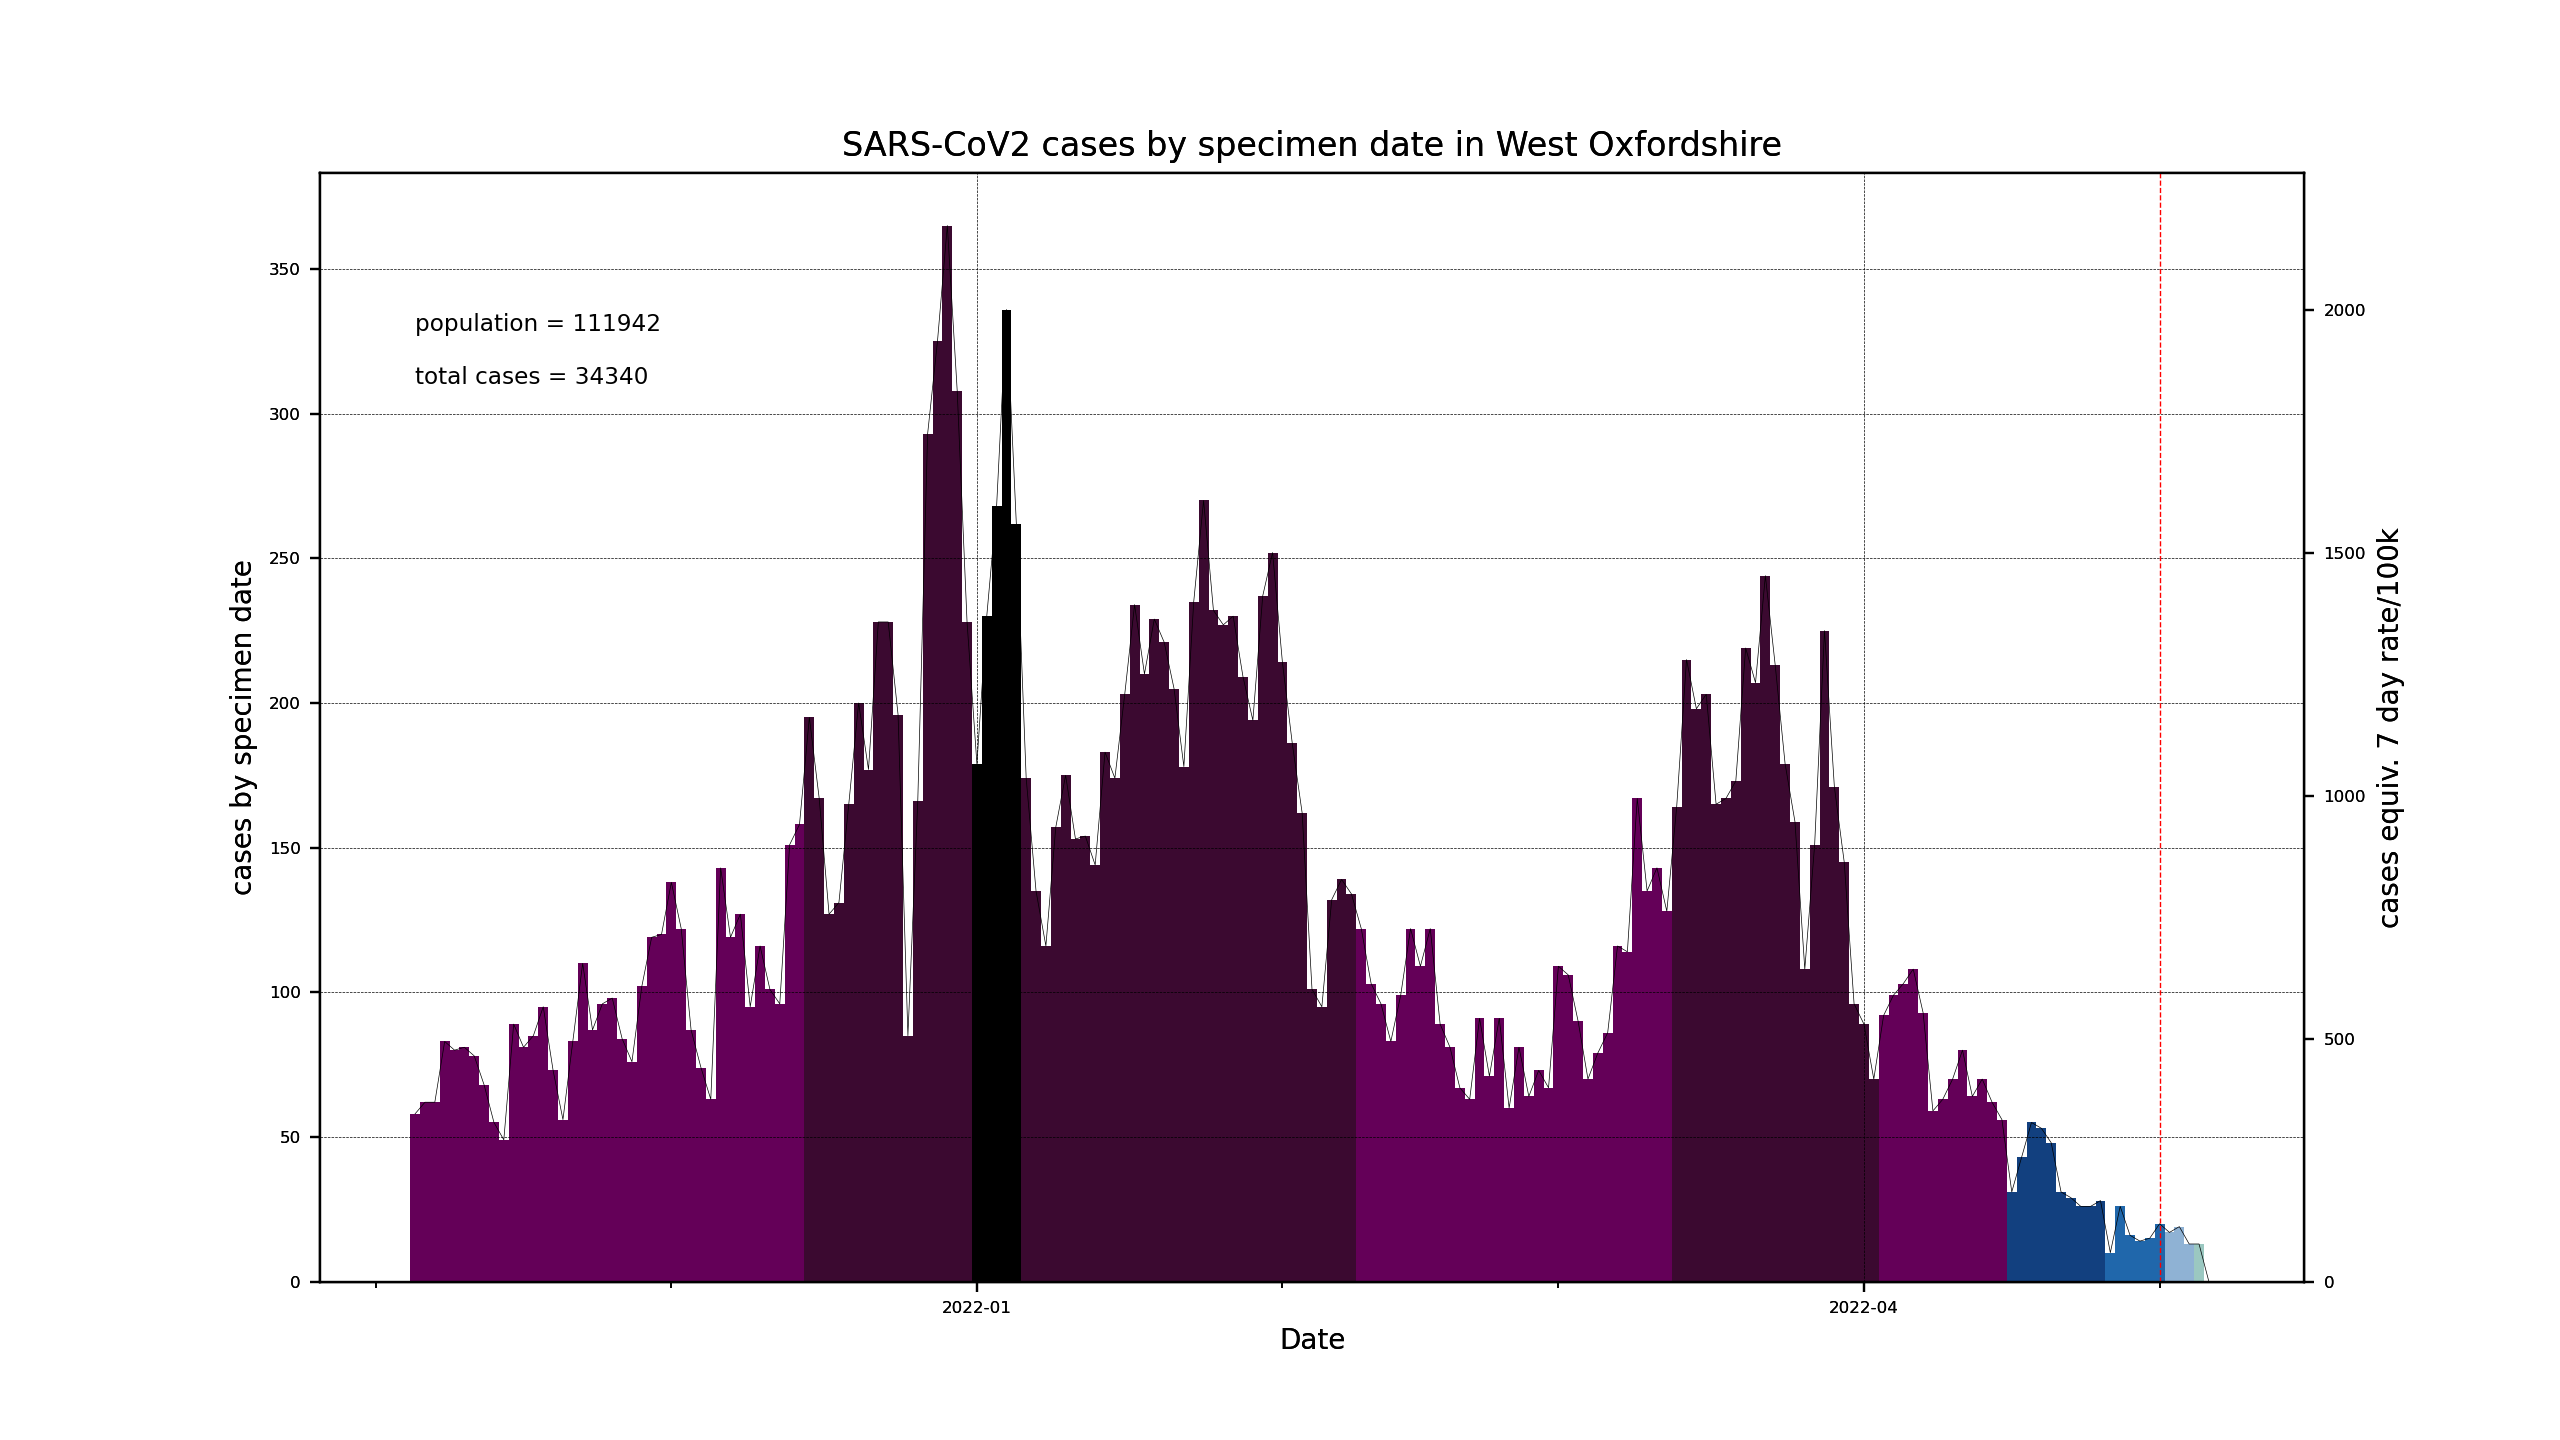 SARS-CoV2 cases by specimen date in West Oxfordshire
population = 111942
total cases = 34340
cases by specimen date
350
300
250
200
150
100
50
0
2000
1500
1000
500
0
cases equiv. 7 day rate/100k
2022-01
2022-04
Date